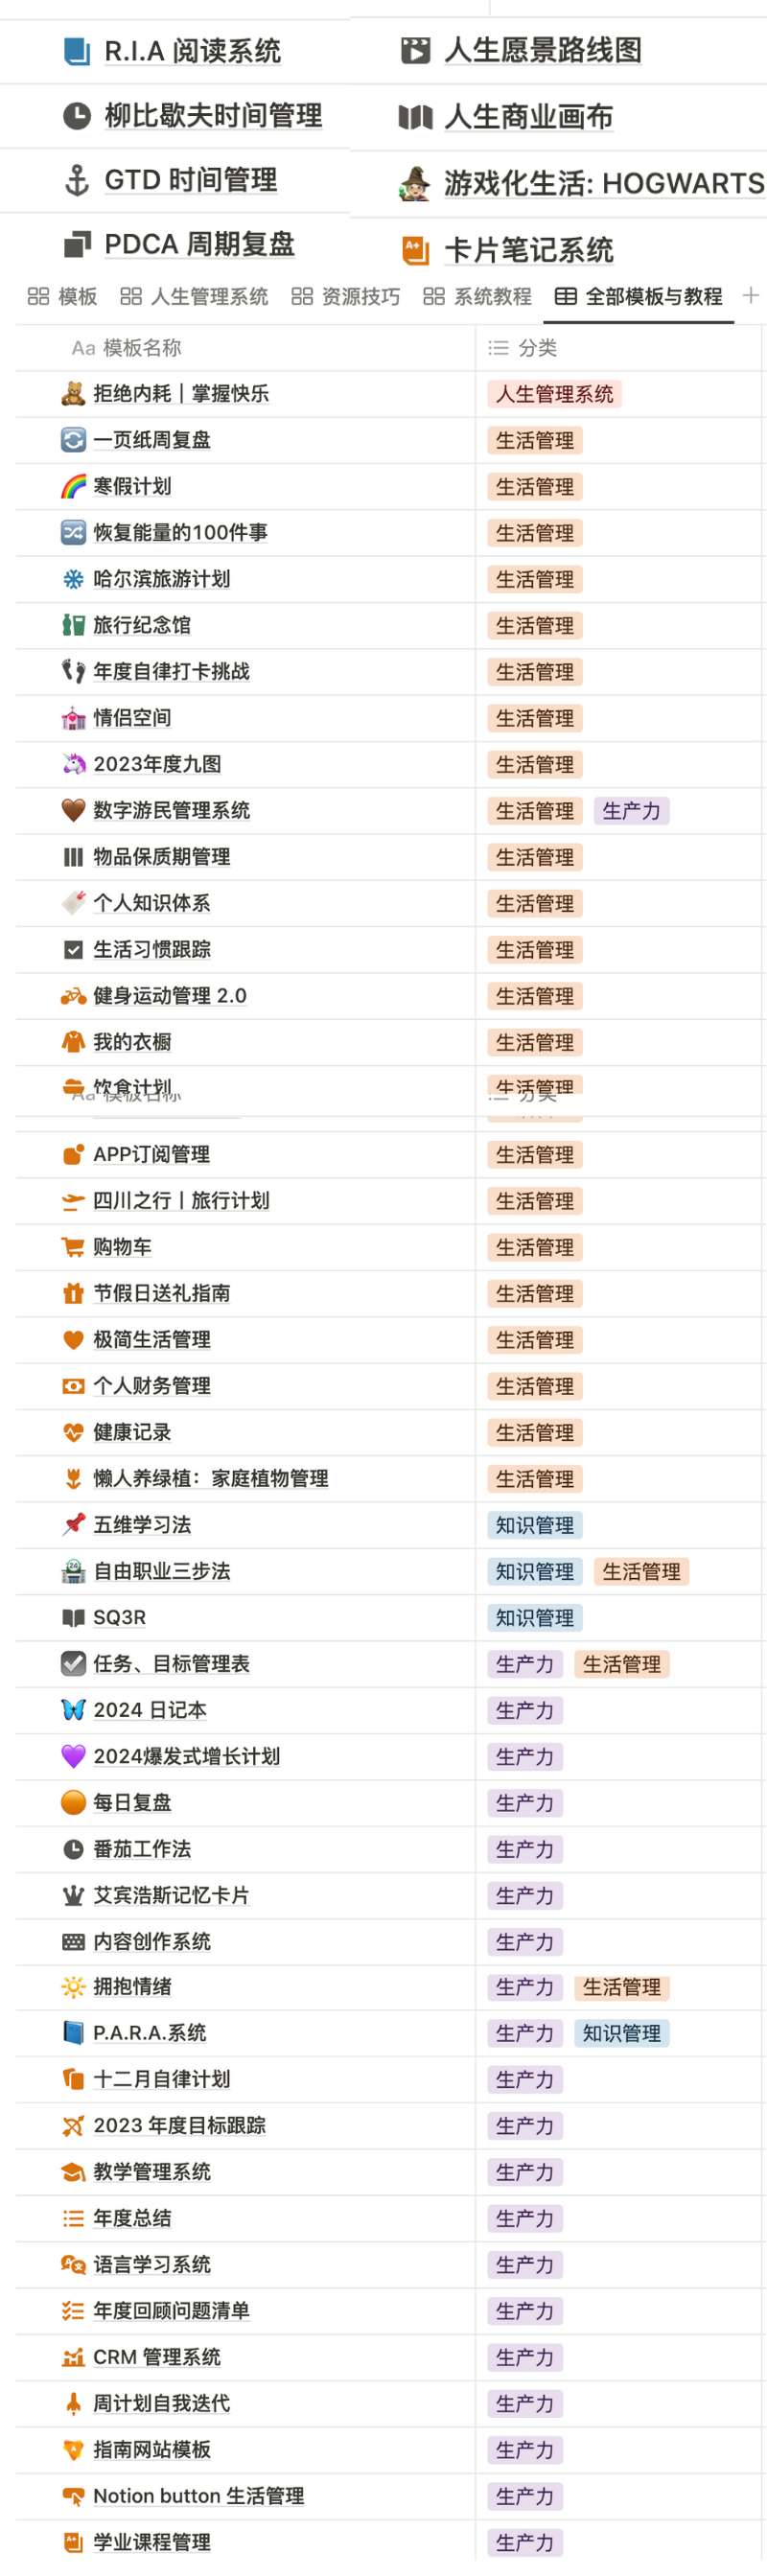 R.I.A 阅读系统
人生愿景路线图
柳比歇夫时间管理
人生商业画布
GTD 时间管理
游戏化生活: HOGWARTS
PDCA 周期复盘
卡片笔记系统
模板 人生管理系统 资源技巧 系统教程 全部模板与教程
Aa 模板名称 分类
拒绝内耗｜掌握快乐 人生管理系统
一页纸周复盘 生活管理
寒假计划 生活管理
恢复能量的100件事 生活管理
哈尔滨旅游计划 生活管理
旅行纪念馆 生活管理
年度自律打卡挑战 生活管理
情侣空间 生活管理
2023年度九图 生活管理
数字游民管理系统 生活管理 生产力
物品保质期管理 生活管理
个人知识体系 生活管理
生活习惯跟踪 生活管理
健身运动管理 2.0 生活管理
我的衣橱 生活管理
饮食计划 生活管理
Aa 模板名称 分类
APP订阅管理 生活管理
四川之行｜旅行计划 生活管理
购物车 生活管理
节假日送礼指南 生活管理
极简生活管理 生活管理
个人财务管理 生活管理
健康记录 生活管理
懒人养绿植：家庭植物管理 生活管理
五维学习法 知识管理
自由职业三步法 知识管理 生活管理
SQ3R 知识管理
任务、目标管理表 生产力 生活管理
2024 日记本 生产力
2024爆发式增长计划 生产力
每日复盘 生产力
番茄工作法 生产力
艾宾浩斯记忆卡片 生产力
内容创作系统 生产力
拥抱情绪 生产力 生活管理
P.A.R.A.系统 生产力 知识管理
十二月自律计划 生产力
2023 年度目标跟踪 生产力
教学管理系统 生产力
年度总结 生产力
语言学习系统 生产力
年度回顾问题清单 生产力
CRM 管理系统 生产力
周计划自我迭代 生产力
指南网站模板 生产力
Notion button 生活管理 生产力
学业课程管理 生产力